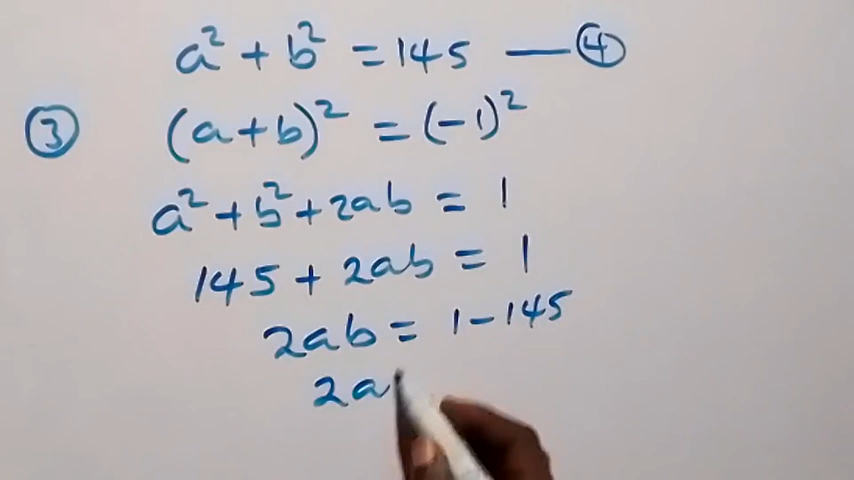 a² + b² = 145 — ④
③ (a+b)² = (-1)²
a² + b² + 2ab = 1
145 + 2ab = 1
2ab = 1 - 145
2a